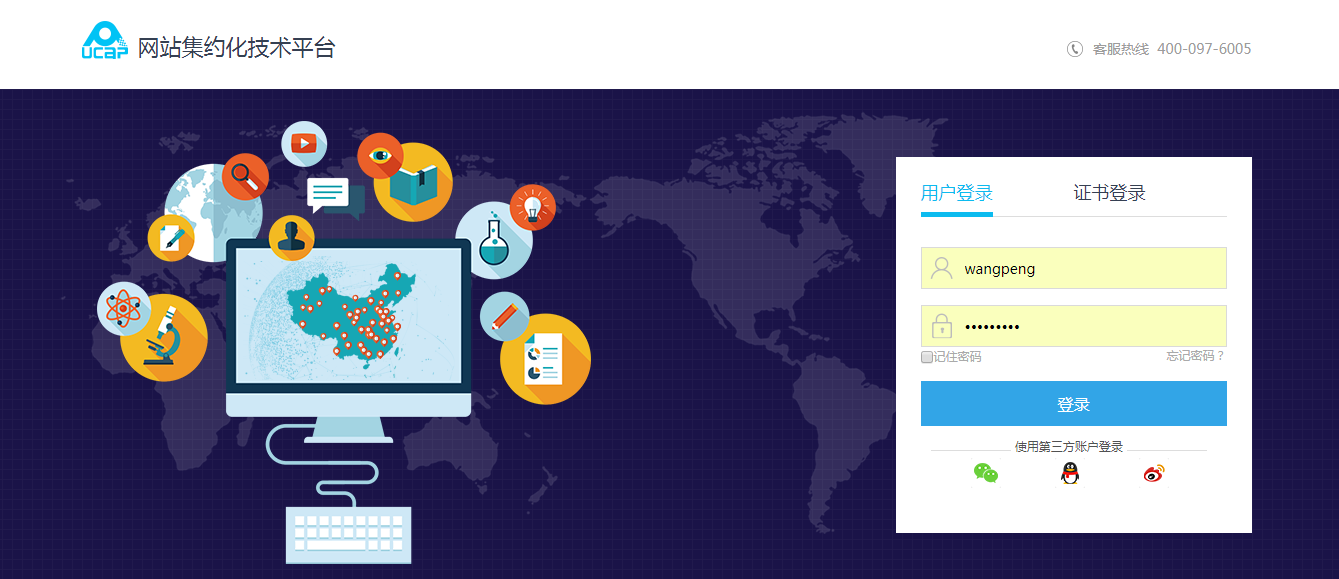 UCAP 网站集约化技术平台
客服热线 400-097-6005
用户登录 证书登录
wangpeng
•••••••••
记住密码 忘记密码？
登录
使用第三方账户登录